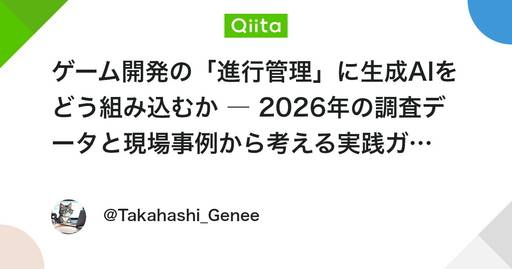 Qiita
ゲーム開発の「進行管理」に生成AIを
どう組み込むか ― 2026年の調査デ
ータと現場事例から考える実践ガ…
@Takahashi_Genee